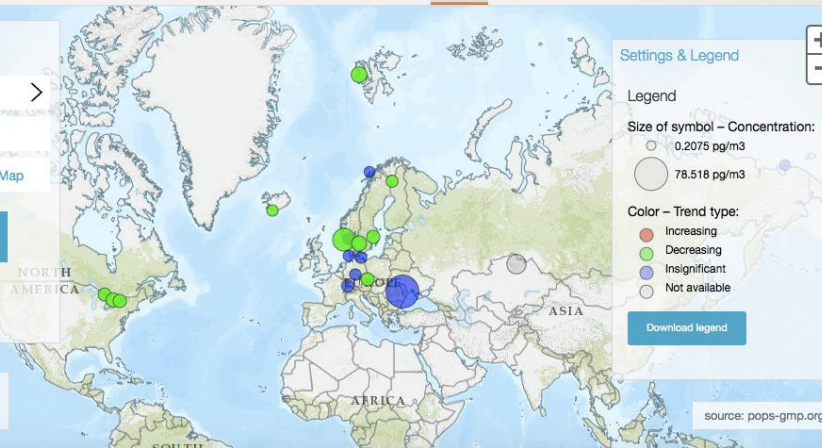 Settings & Legend
Legend
Size of symbol – Concentration:
0.2075 pg/m3
78.518 pg/m3
Color – Trend type:
Increasing
Decreasing
Insignificant
Not available
Download legend
Map
NORTH
AMERICA
EUROPE
ASIA
AFRICA
SOUTH
source: pops-gmp.org